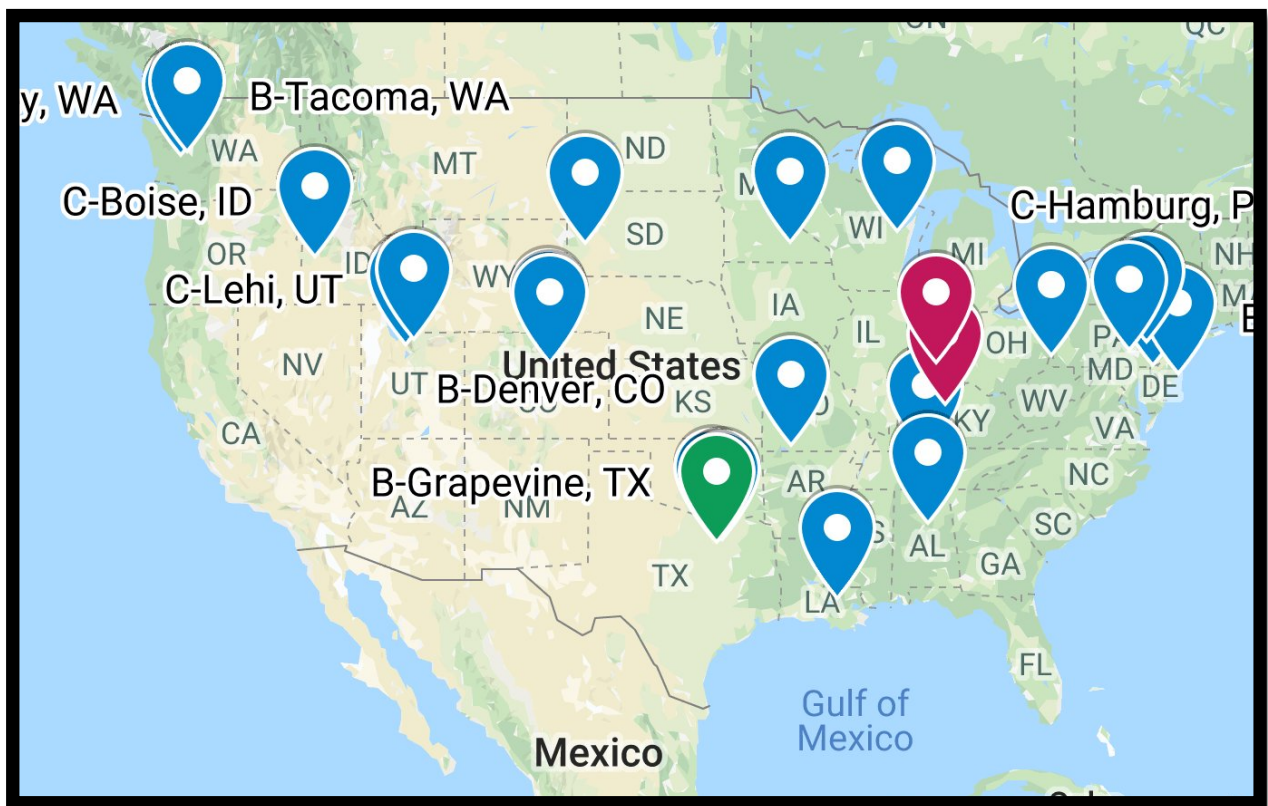 QC
y, WA
B-Tacoma, WA
WA
MT
ND
C-Boise, ID
C-Hamburg, P
OR
SD
WI
MI
NH
ID
WY
C-Lehi, UT
IA
NE
IL
OH
PA
NV
United States
MD
UT
B-Denver, CO
KS
WV
DE
CA
KY
VA
B-Grapevine, TX
AR
NC
AZ
NM
SC
AL
GA
TX
LA
FL
Gulf of
Mexico
Mexico